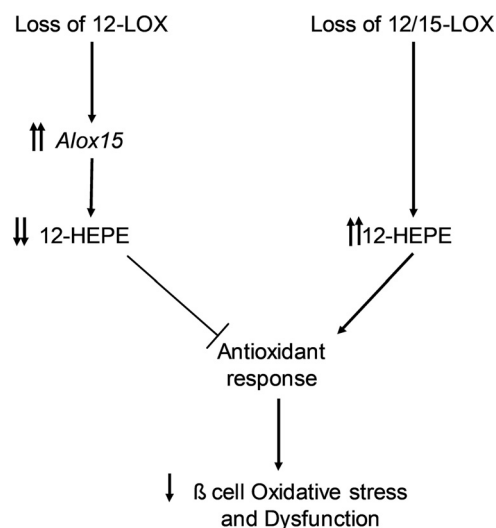 Loss of 12-LOX
Loss of 12/15-LOX
Alox15
12-HEPE
12-HEPE
Antioxidant
response
ß cell Oxidative stress
and Dysfunction